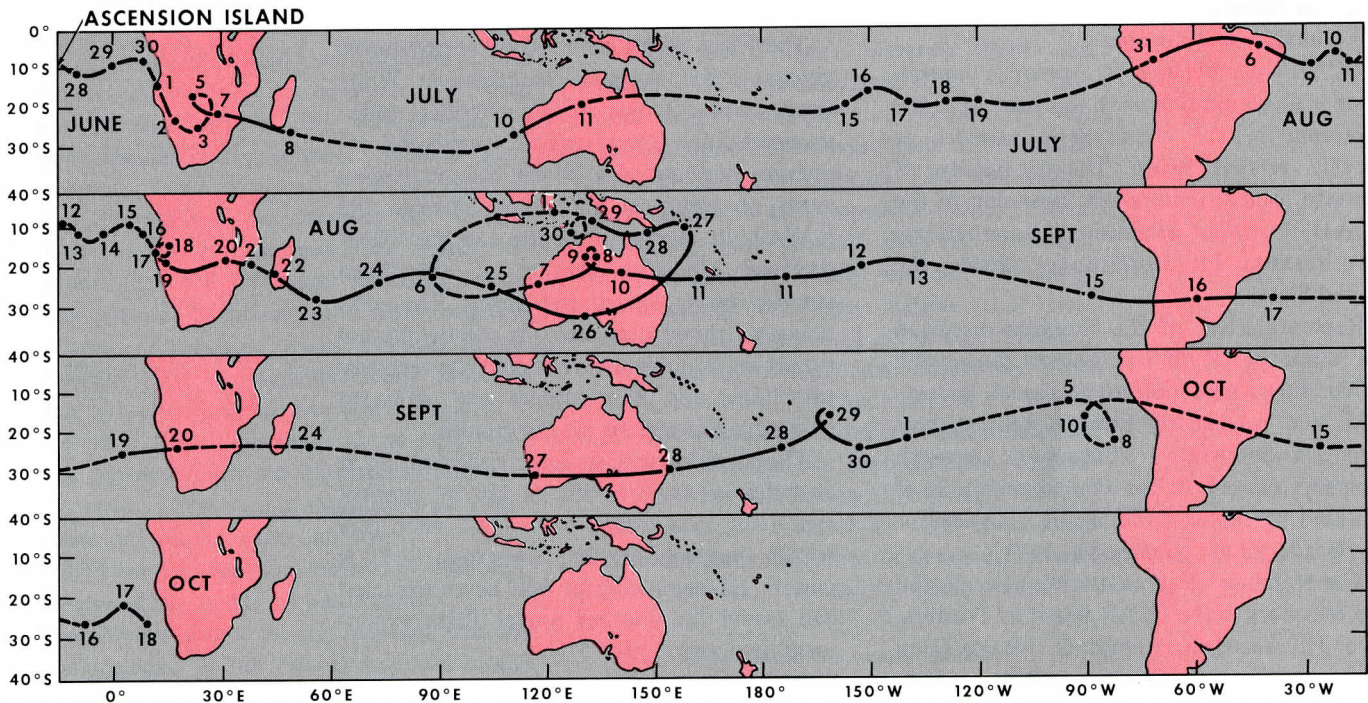 ASCENSION ISLAND
0°
10°S
20°S
30°S
40°S
28 29 30 1 2 3 5 7 8 10 11 15 16 17 18 19 31 6 9 10 11
JUNE JULY JULY AUG
10°S
20°S
30°S
40°S
12 13 14 15 16 17 18 19 20 21 22 23 24 6 25 7 26 1 30 29 28 27 9 8 10 11 11 12 13 15 16 17
AUG SEPT
10°S
20°S
30°S
40°S
19 20 24 27 28 28 29 30 1 5 10 8 15
SEPT OCT
10°S
20°S
30°S
40°S
16 17 18
OCT
0° 30°E 60°E 90°E 120°E 150°E 180° 150°W 120°W 90°W 60°W 30°W